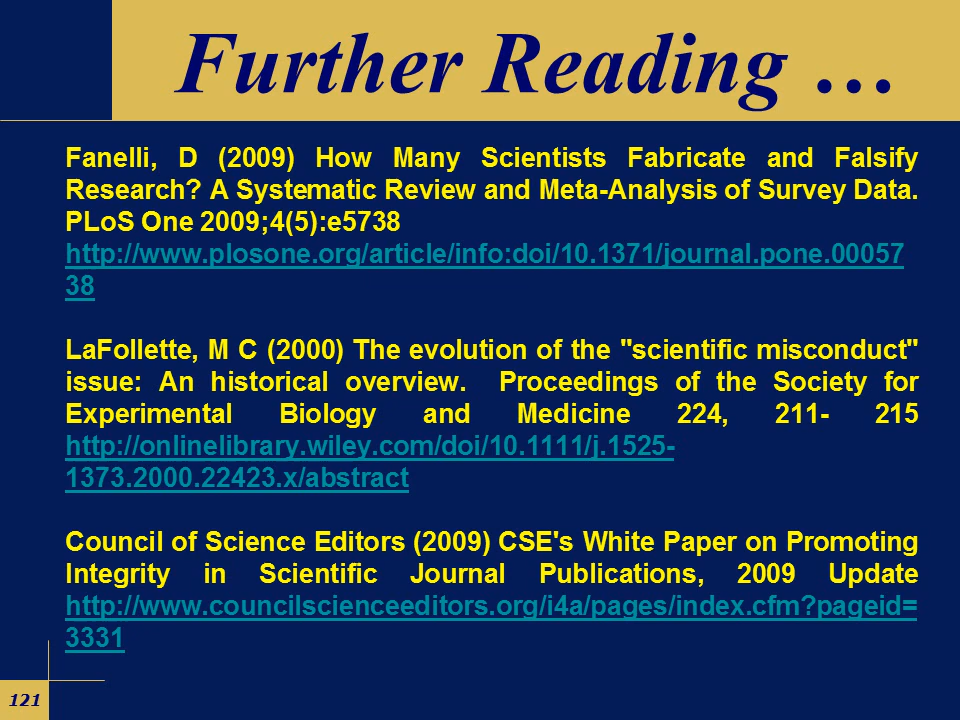 Further Reading …
Fanelli, D (2009) How Many Scientists Fabricate and Falsify
Research? A Systematic Review and Meta-Analysis of Survey Data.
PLoS One 2009;4(5):e5738
http://www.plosone.org/article/info:doi/10.1371/journal.pone.00057
38
LaFollette, M C (2000) The evolution of the "scientific misconduct"
issue: An historical overview. Proceedings of the Society for
Experimental Biology and Medicine 224, 211- 215
http://onlinelibrary.wiley.com/doi/10.1111/j.1525-
1373.2000.22423.x/abstract
Council of Science Editors (2009) CSE's White Paper on Promoting
Integrity in Scientific Journal Publications, 2009 Update
http://www.councilscienceeditors.org/i4a/pages/index.cfm?pageid=
3331
121